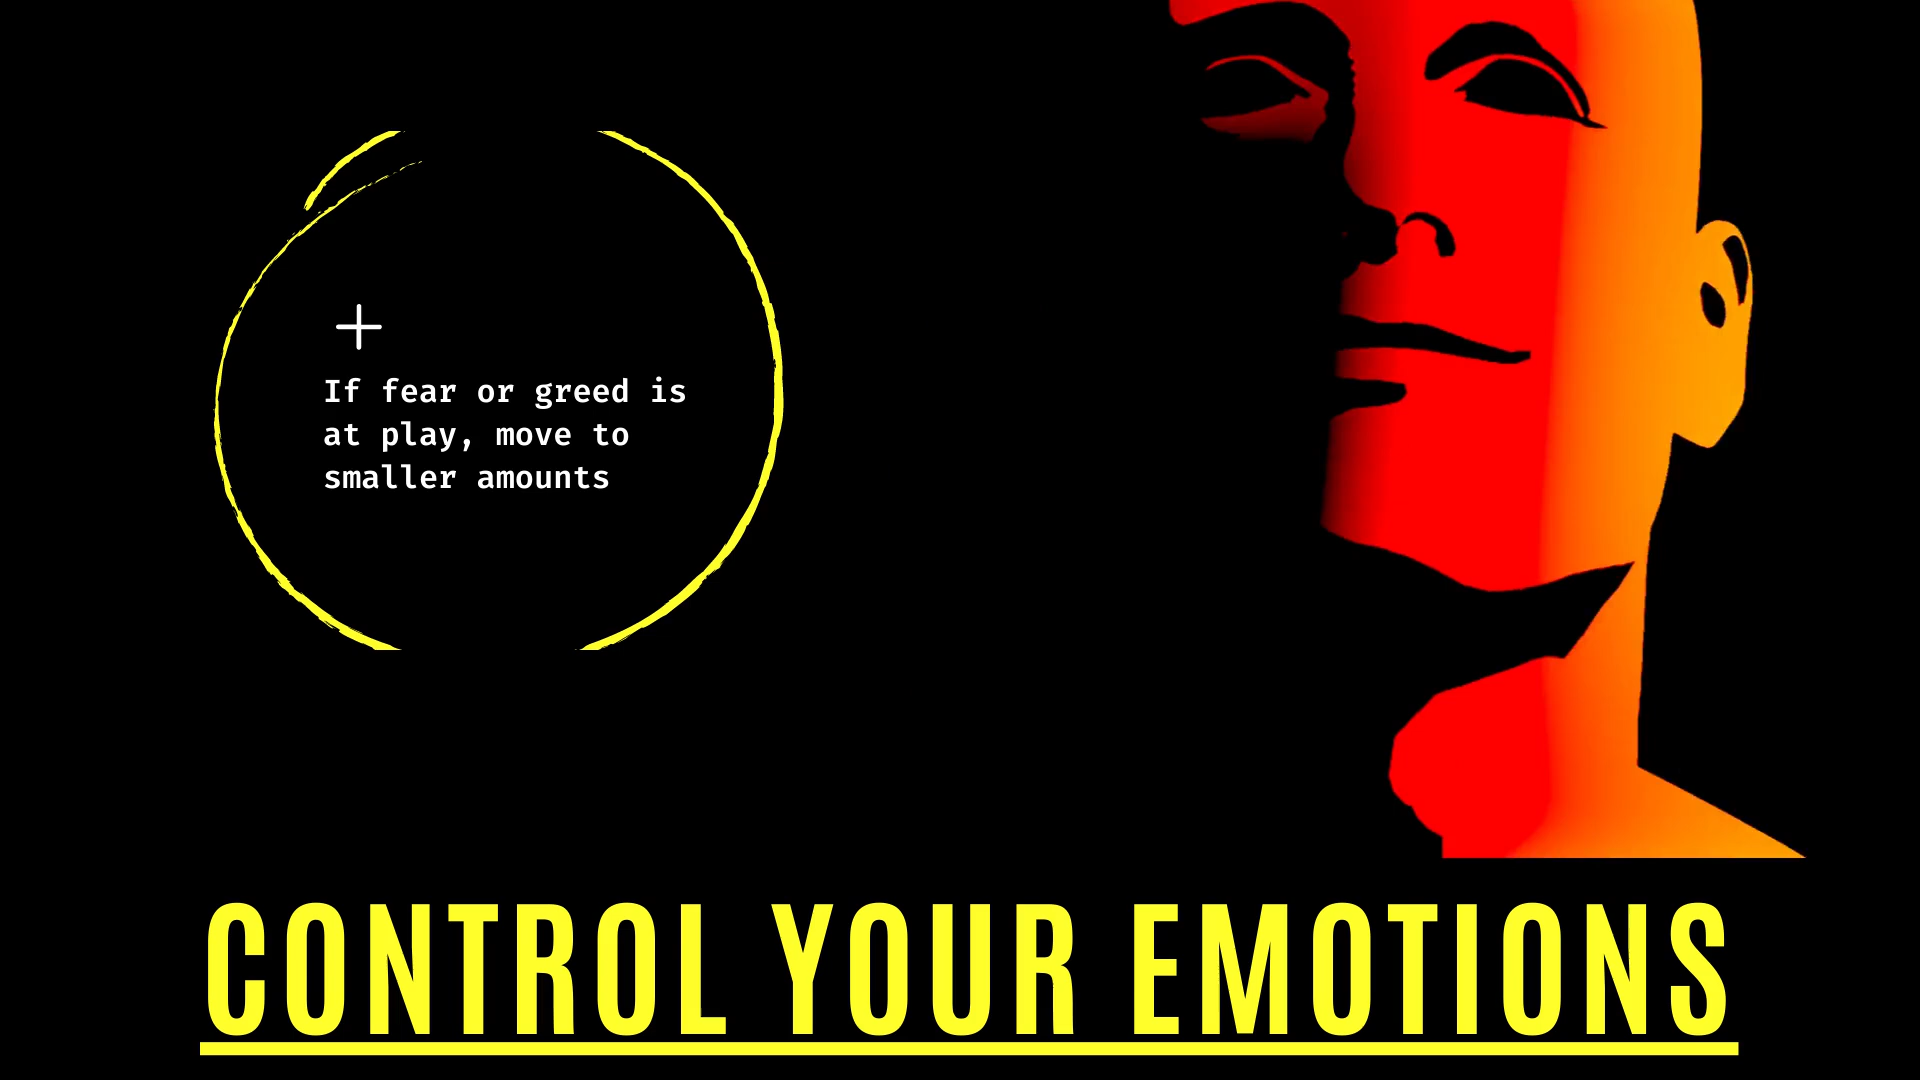 If fear or greed is
at play, move to
smaller amounts
CONTROL YOUR EMOTIONS